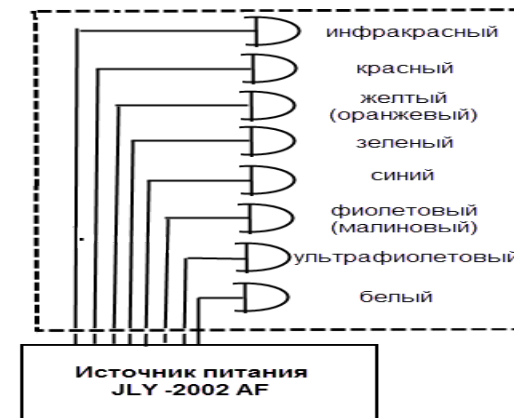 инфракрасный
красный
желтый
(оранжевый)
зеленый
синий
фиолетовый
(малиновый)
ультрафиолетовый
белый
Источник питания
JLY -2002 AF